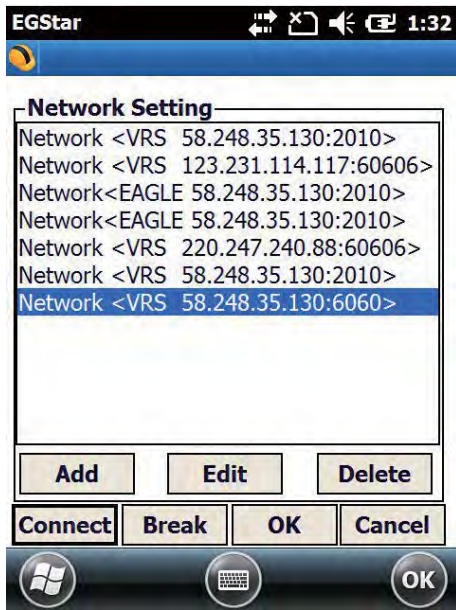 EGStar 1:32
Network Setting
Network <VRS 58.248.35.130:2010>
Network <VRS 123.231.114.117:60606>
Network<EAGLE 58.248.35.130:2010>
Network<EAGLE 58.248.35.130:2010>
Network <VRS 220.247.240.88:60606>
Network <VRS 58.248.35.130:2010>
Network <VRS 58.248.35.130:6060>
Add Edit Delete
Connect Break OK Cancel
OK